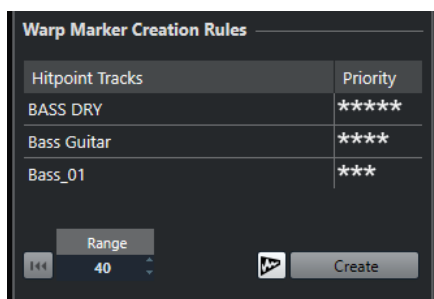 Warp Marker Creation Rules
Hitpoint Tracks Priority
BASS DRY *****
Bass Guitar ****
Bass_01 ***
Range
40 Create